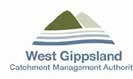 West Gippsland
Catchment Management Authority